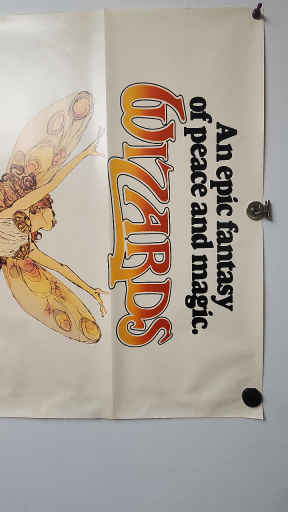 An epic fantasy
of peace and magic.
WIZARDS